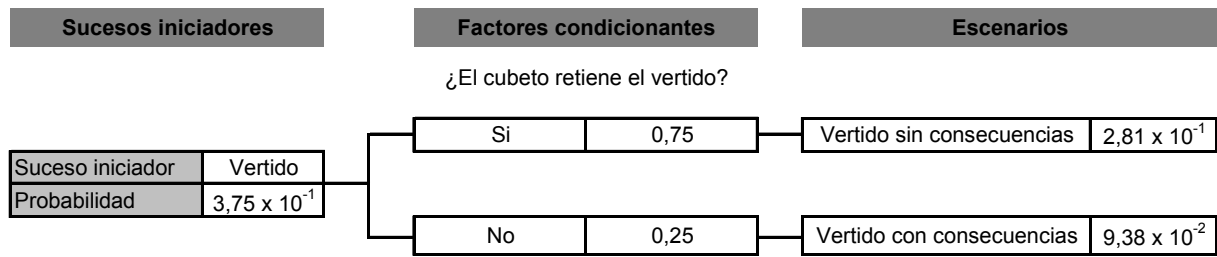 Sucesos iniciadores Factores condicionantes Escenarios
¿El cubeto retiene el vertido?
Si 0,75 Vertido sin consecuencias 2,81 x 10⁻¹
Suceso iniciador Vertido
Probabilidad 3,75 x 10⁻¹
No 0,25 Vertido con consecuencias 9,38 x 10⁻²